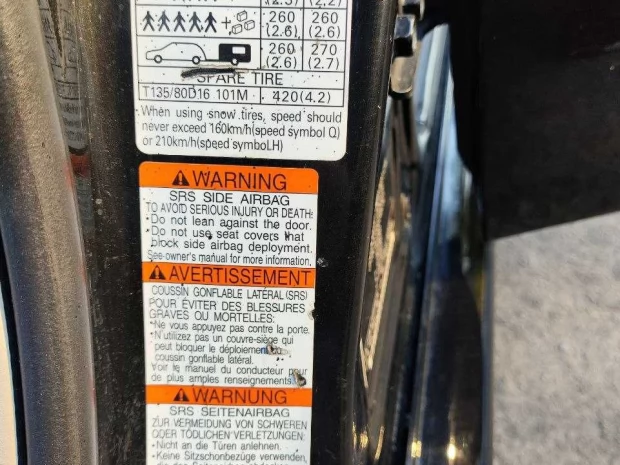 (2.5) (2.2)
+ 260 260
(2.6) (2.6)
260 270
(2.6) (2.7)
SPARE TIRE
T135/80D16 101M 420(4.2)
When using snow tires, speed should
never exceed 160km/h(speed symbol Q)
or 210km/h(speed symbolH)
WARNING
SRS SIDE AIRBAG
TO AVOID SERIOUS INJURY OR DEATH:
•Do not lean against the door.
•Do not use seat covers that
block side airbag deployment.
See owner's manual for more information.
AVERTISSEMENT
COUSSIN GONFLABLE LATÉRAL (SRS)
POUR ÉVITER DES BLESSURES
GRAVES OU MORTELLES:
•Ne vous appuyez pas contre la porte.
•N'utilizez pas un couvre-siège qui
peut bloquer le déploiement du
coussin gonflable latéral.
Voir le manuel du conducteur pour
de plus amples renseignements.
WARNUNG
SRS SEITENAIRBAG
ZUR VERMEIDUNG VON SCHWEREN
ODER TÖDLICHEN VERLETZUNGEN:
•Nicht an die Türen anlehnen.
•Keine Sitzschonbezüge verwenden,